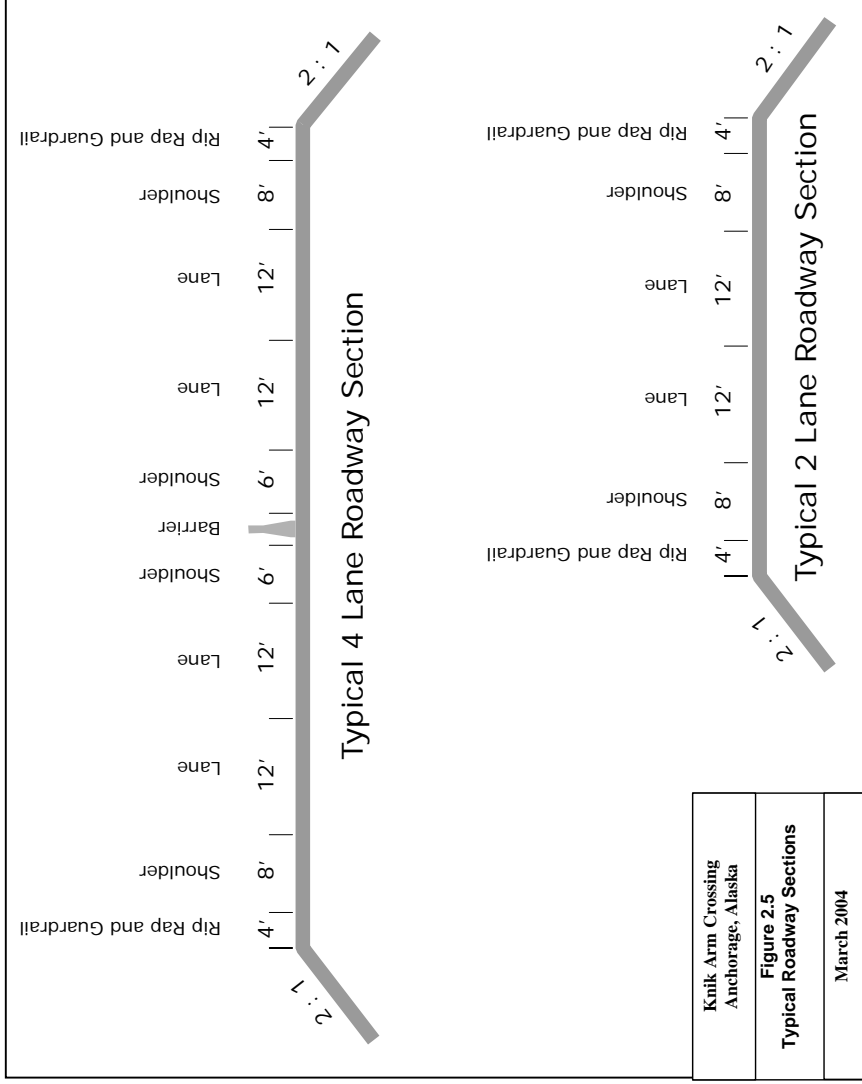 Rip Rap and Guardrail
Shoulder
Lane
Lane
Shoulder
Barrier
Shoulder
Lane
Lane
Shoulder
Rip Rap and Guardrail
2 : 1
4'
8'
12'
12'
6'
6'
12'
12'
8'
4'
2 : 1
Typical 4 Lane Roadway Section
Rip Rap and Guardrail
Shoulder
Lane
Lane
Shoulder
Rip Rap and Guardrail
2 : 1
4'
8'
12'
12'
8'
4'
2 : 1
Typical 2 Lane Roadway Section
Knik Arm Crossing
Anchorage, Alaska
Figure 2.5
Typical Roadway Sections
March 2004